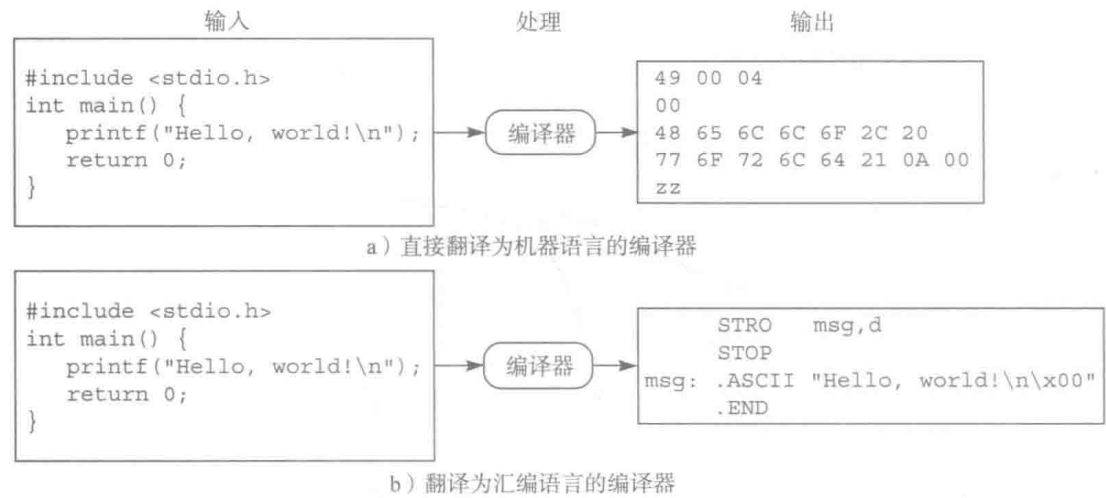 输入 处理 输出
#include <stdio.h>
int main() {
   printf("Hello, world!\n");
   return 0;
}
编译器
49 00 04
00
48 65 6C 6C 6F 2C 20
77 6F 72 6C 64 21 0A 00
zz
a）直接翻译为机器语言的编译器
#include <stdio.h>
int main() {
   printf("Hello, world!\n");
   return 0;
}
编译器
STRO msg,d
STOP
msg: .ASCII "Hello, world!\n\x00"
.END
b）翻译为汇编语言的编译器